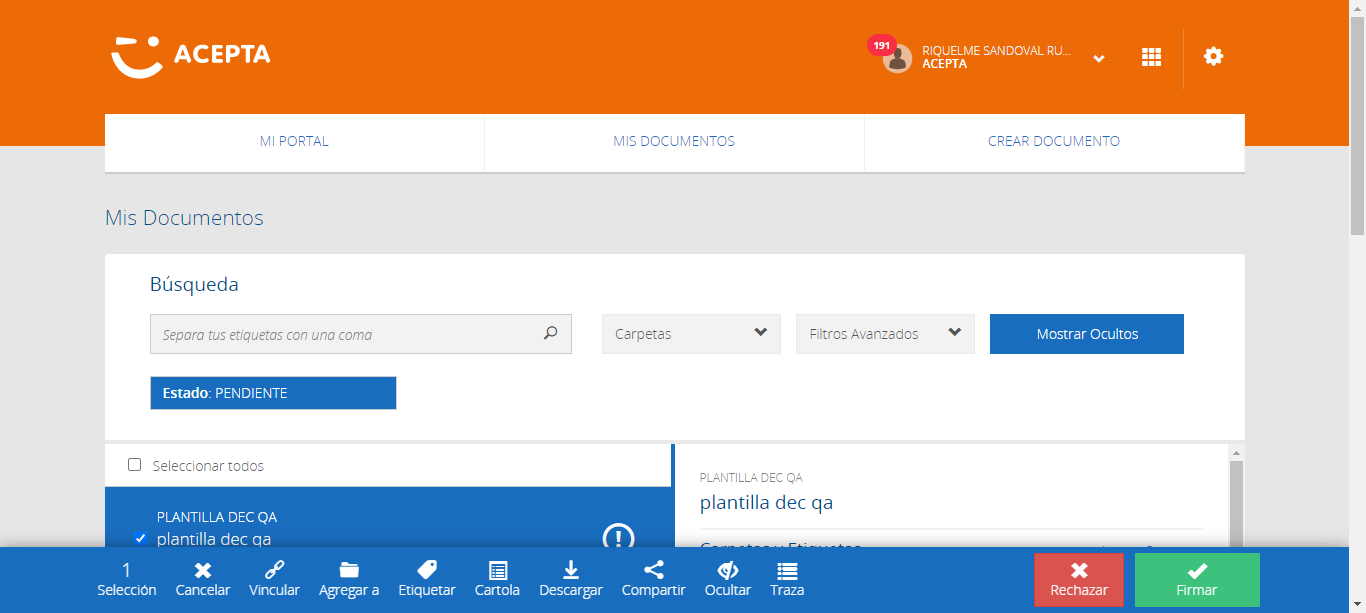 ACEPTA
191
RIQUELME SANDOVAL RU...
ACEPTA
MI PORTAL
MIS DOCUMENTOS
CREAR DOCUMENTO
Mis Documentos
Búsqueda
Separa tus etiquetas con una coma
Carpetas
Filtros Avanzados
Mostrar Ocultos
Estado: PENDIENTE
Seleccionar todos
PLANTILLA DEC QA
plantilla dec qa
PLANTILLA DEC QA
plantilla dec qa
Carpetas y Etiquetas
1
Selección
Cancelar
Vincular
Agregar a
Etiquetar
Cartola
Descargar
Compartir
Ocultar
Traza
Rechazar
Firmar